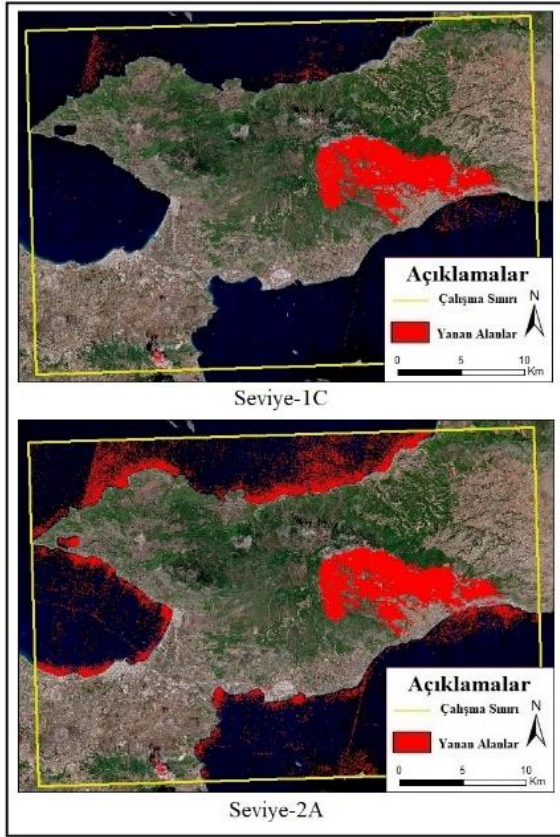 Açıklamalar
Çalışma Sınırı
N
Yanan Alanlar
0 5 10
Km
Seviye-1C
Açıklamalar
Çalışma Sınırı
N
Yanan Alanlar
0 5 10
Km
Seviye-2A